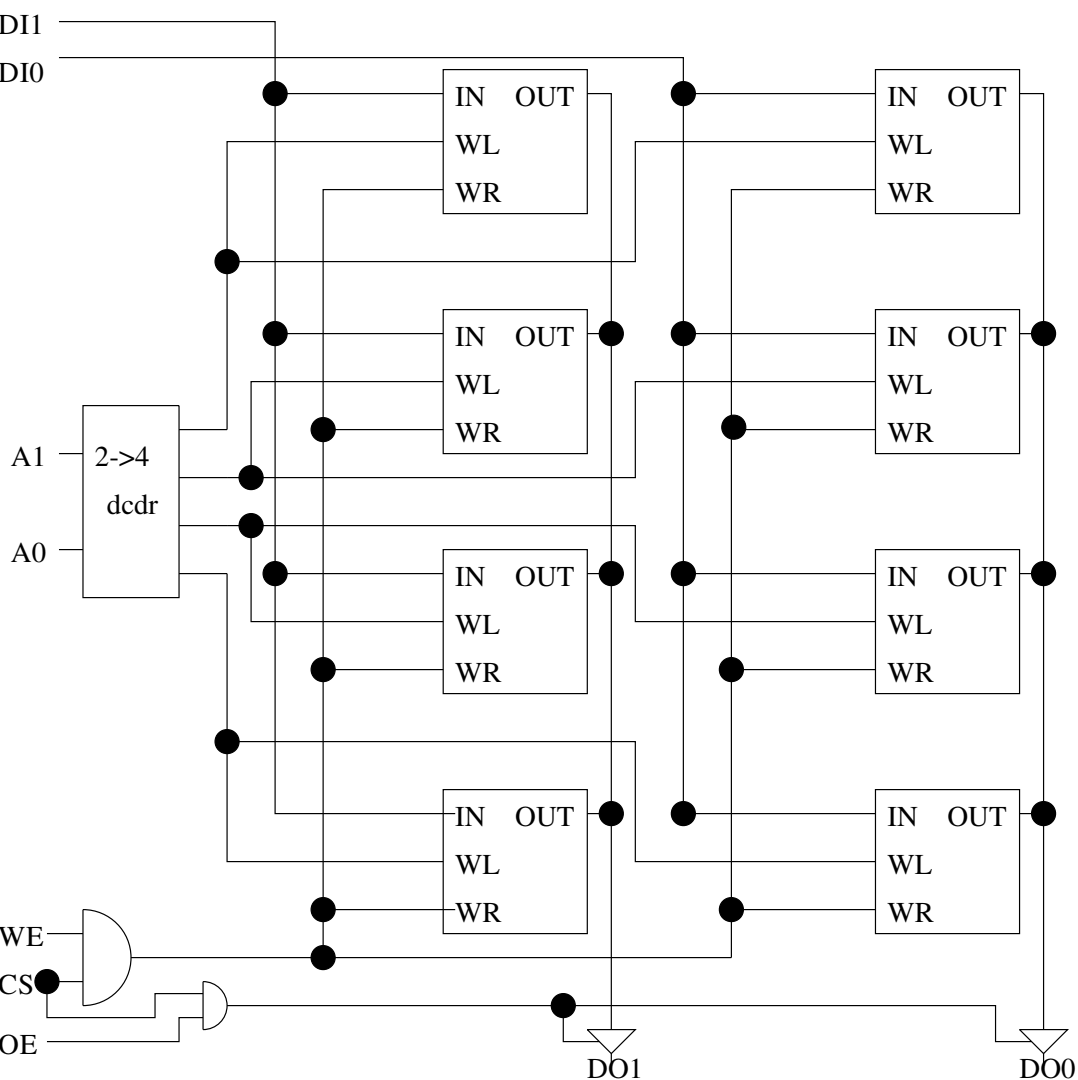 DI1
DI0
IN OUT
WL
WR
IN OUT
WL
WR
IN OUT
WL
WR
IN OUT
WL
WR
A1
2->4
dcdr
A0
IN OUT
WL
WR
IN OUT
WL
WR
IN OUT
WL
WR
IN OUT
WL
WR
WE
CS
OE
DO1
DO0